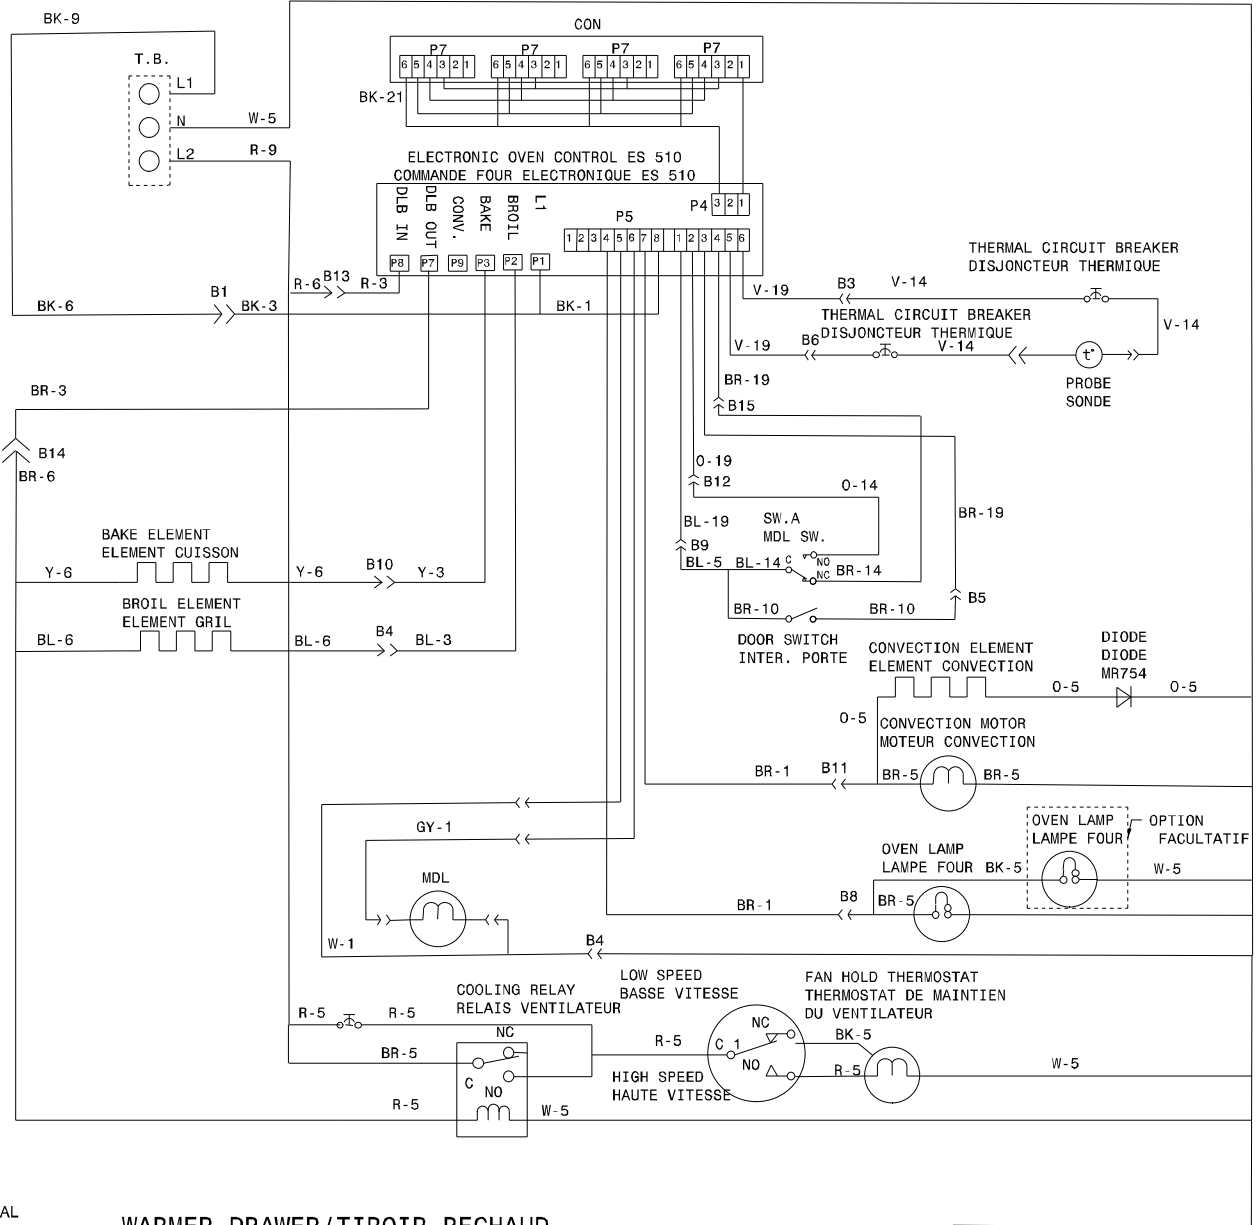 BK-9
T.B.
L1
N
L2
W-5
R-9
CON
P7 P7 P7 P7
6 5 4 3 2 1 6 5 4 3 2 1 6 5 4 3 2 1 6 5 4 3 2 1
BK-21
ELECTRONIC OVEN CONTROL ES 510
COMMANDE FOUR ELECTRONIQUE ES 510
DLB IN
DLB OUT
CONV.
BAKE
BROIL
L1
P8 P7 P9 P3 P2 P1
P5
1 2 3 4 5 6 7 8 1 2 3 4 5 6
P4 3 2 1
R-6 B13 R-3
BK-6 B1 BK-3 BK-1
THERMAL CIRCUIT BREAKER
DISJONCTEUR THERMIQUE
V-19 B3 V-14
THERMAL CIRCUIT BREAKER
DISJONCTEUR THERMIQUE
V-14
V-19 B6 V-14
t°
PROBE
SONDE
BR-3
BR-19
B15
B14
BR-6
O-19
B12
O-14
BL-19
B9
SW.A
MDL SW.
BR-19
BL-5 BL-14 C NO
NC BR-14
B5
BR-10 BR-10
DOOR SWITCH
INTER. PORTE
BAKE ELEMENT
ELEMENT CUISSON
Y-6 Y-6 B10 Y-3
BROIL ELEMENT
ELEMENT GRIL
BL-6 BL-6 B4 BL-3
CONVECTION ELEMENT
ELEMENT CONVECTION
DIODE
DIODE
MR754
O-5 O-5
O-5
CONVECTION MOTOR
MOTEUR CONVECTION
BR-1 B11 BR-5 BR-5
GY-1
MDL
OVEN LAMP
LAMPE FOUR
OPTION
FACULTATIF
OVEN LAMP
LAMPE FOUR
BK-5 W-5
BR-1 B8 BR-5
W-1 B4
COOLING RELAY
RELAIS VENTILATEUR
LOW SPEED
BASSE VITESSE
FAN HOLD THERMOSTAT
THERMOSTAT DE MAINTIEN
DU VENTILATEUR
R-5 R-5
NC
BR-5
C
NO
R-5
NC
C 1
NO
BK-5
R-5
W-5
HIGH SPEED
HAUTE VITESSE
R-5 W-5
AL
WARMER DRAWER/TIROIR RECHAUD